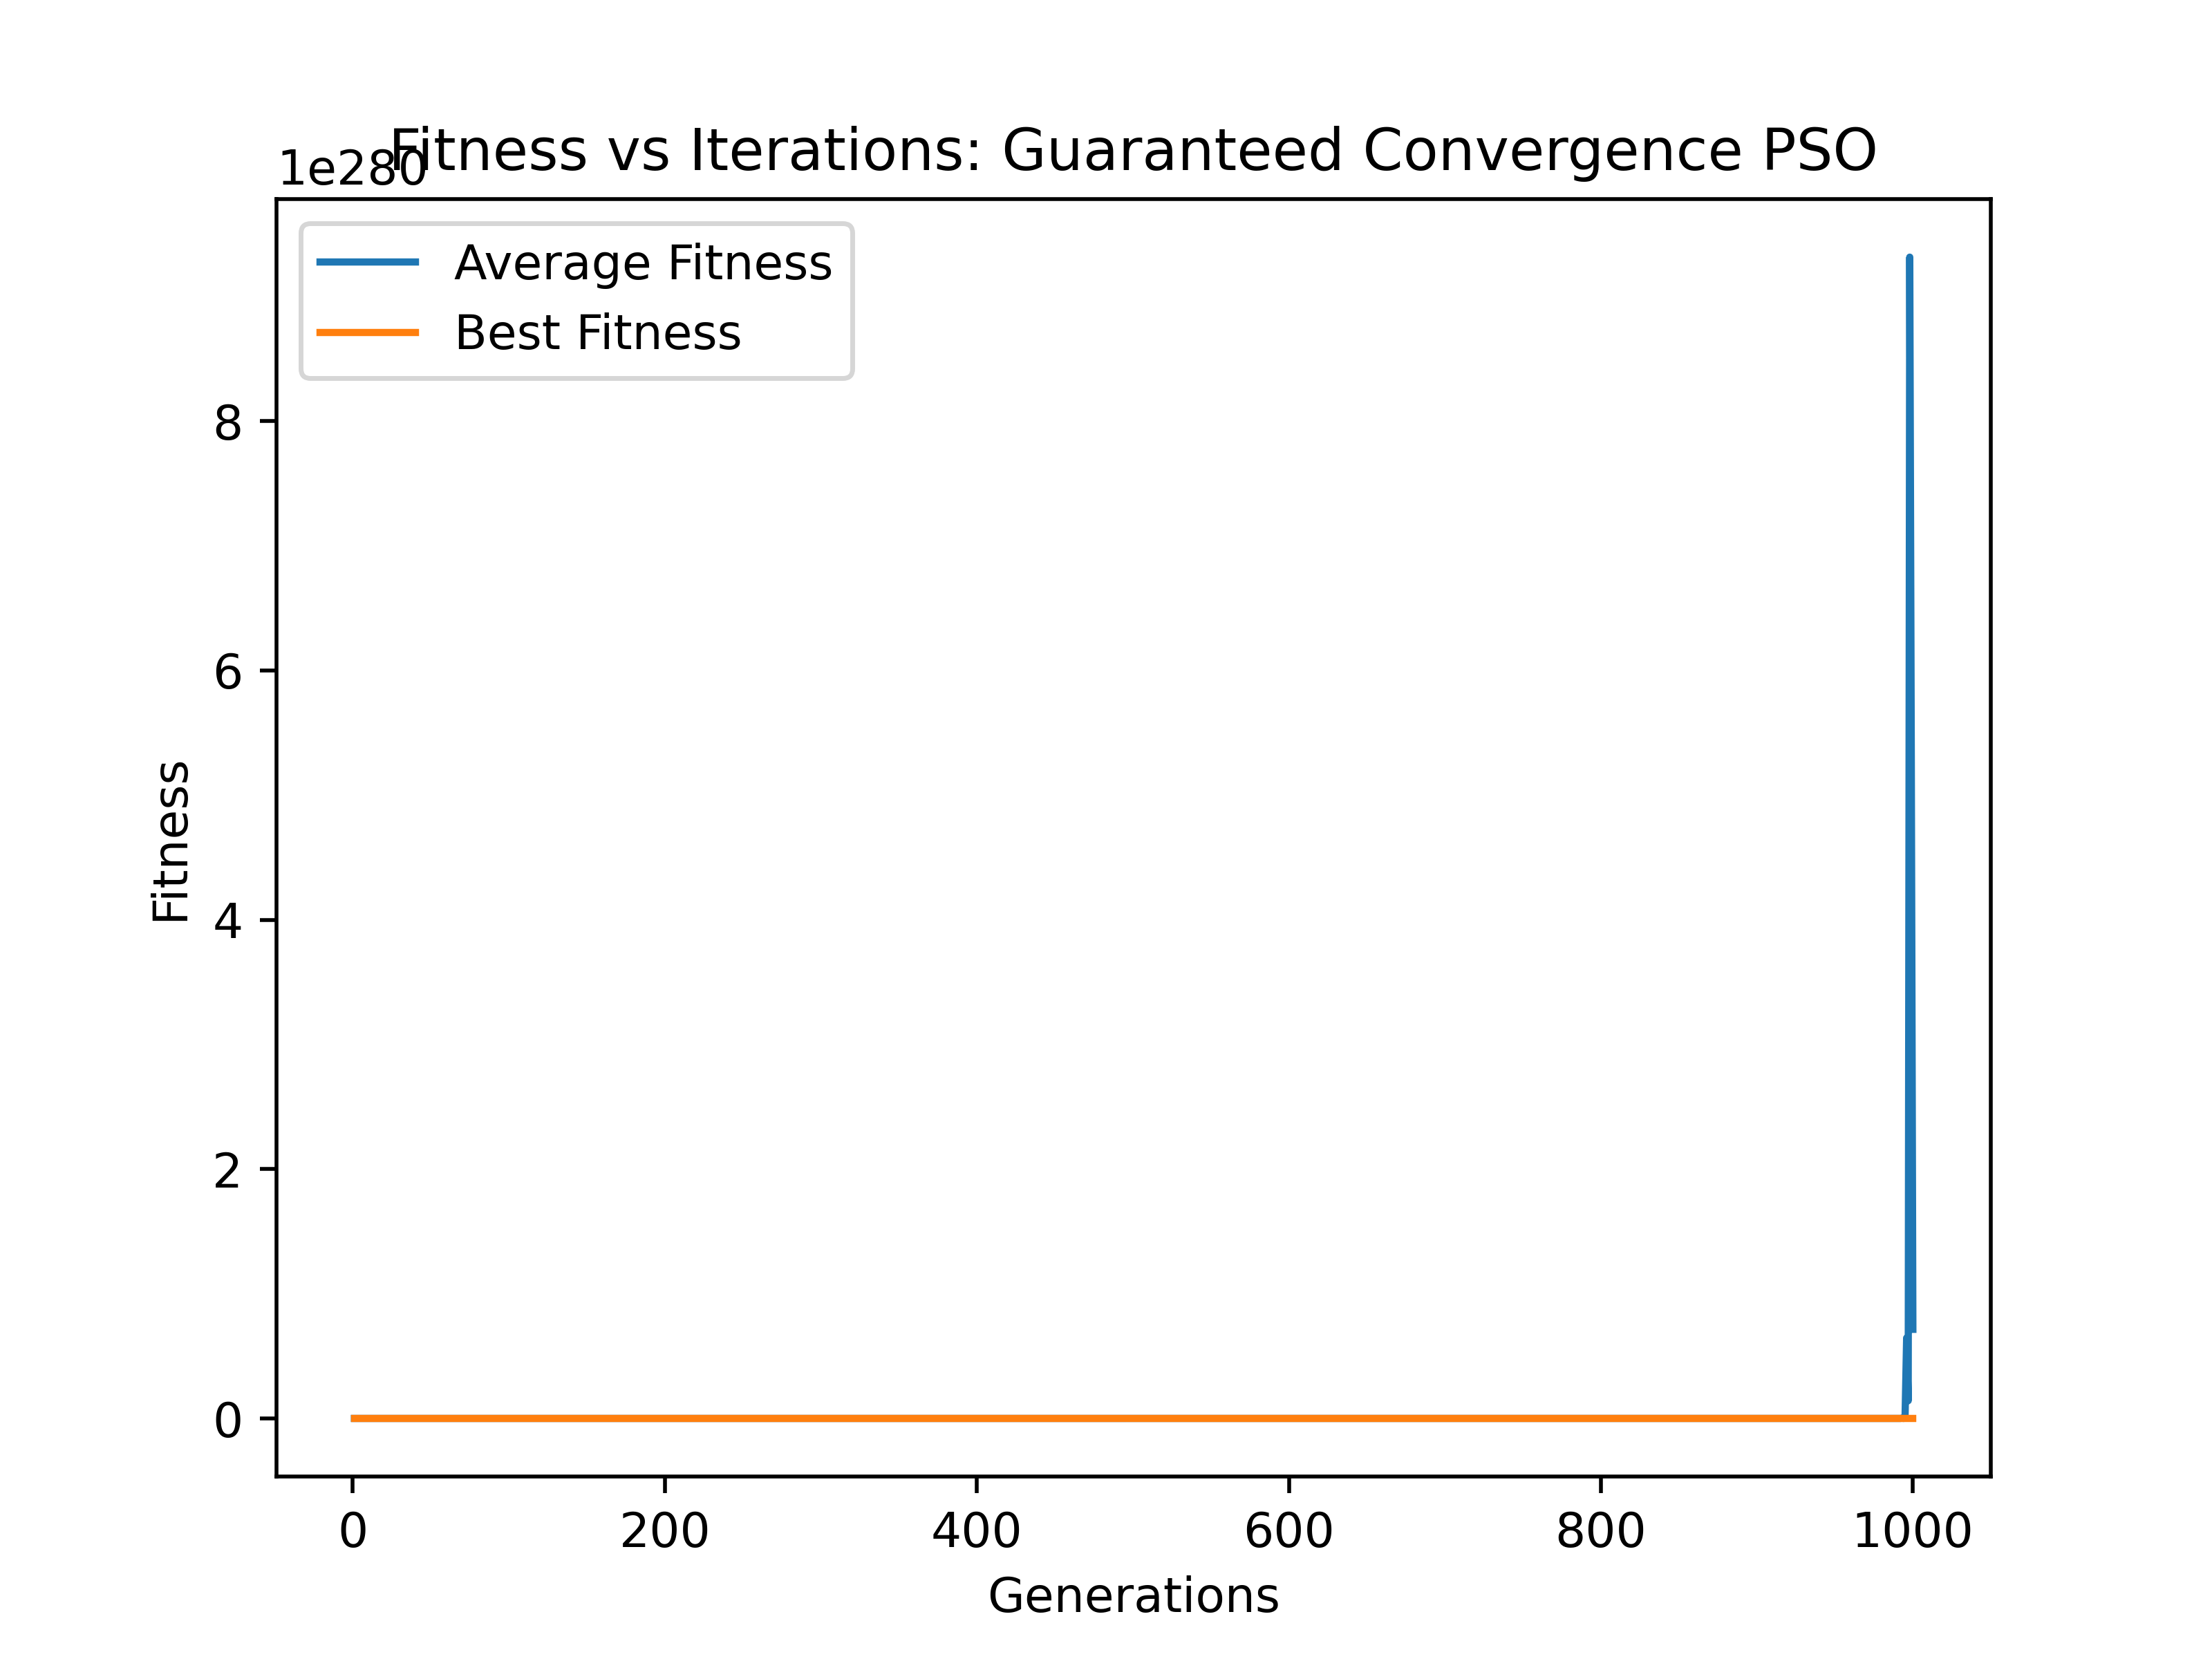 Fitness vs Iterations: Guaranteed Convergence PSO
1e280
Average Fitness
Best Fitness
8
6
4
2
0
Fitness
0 200 400 600 800 1000
Generations